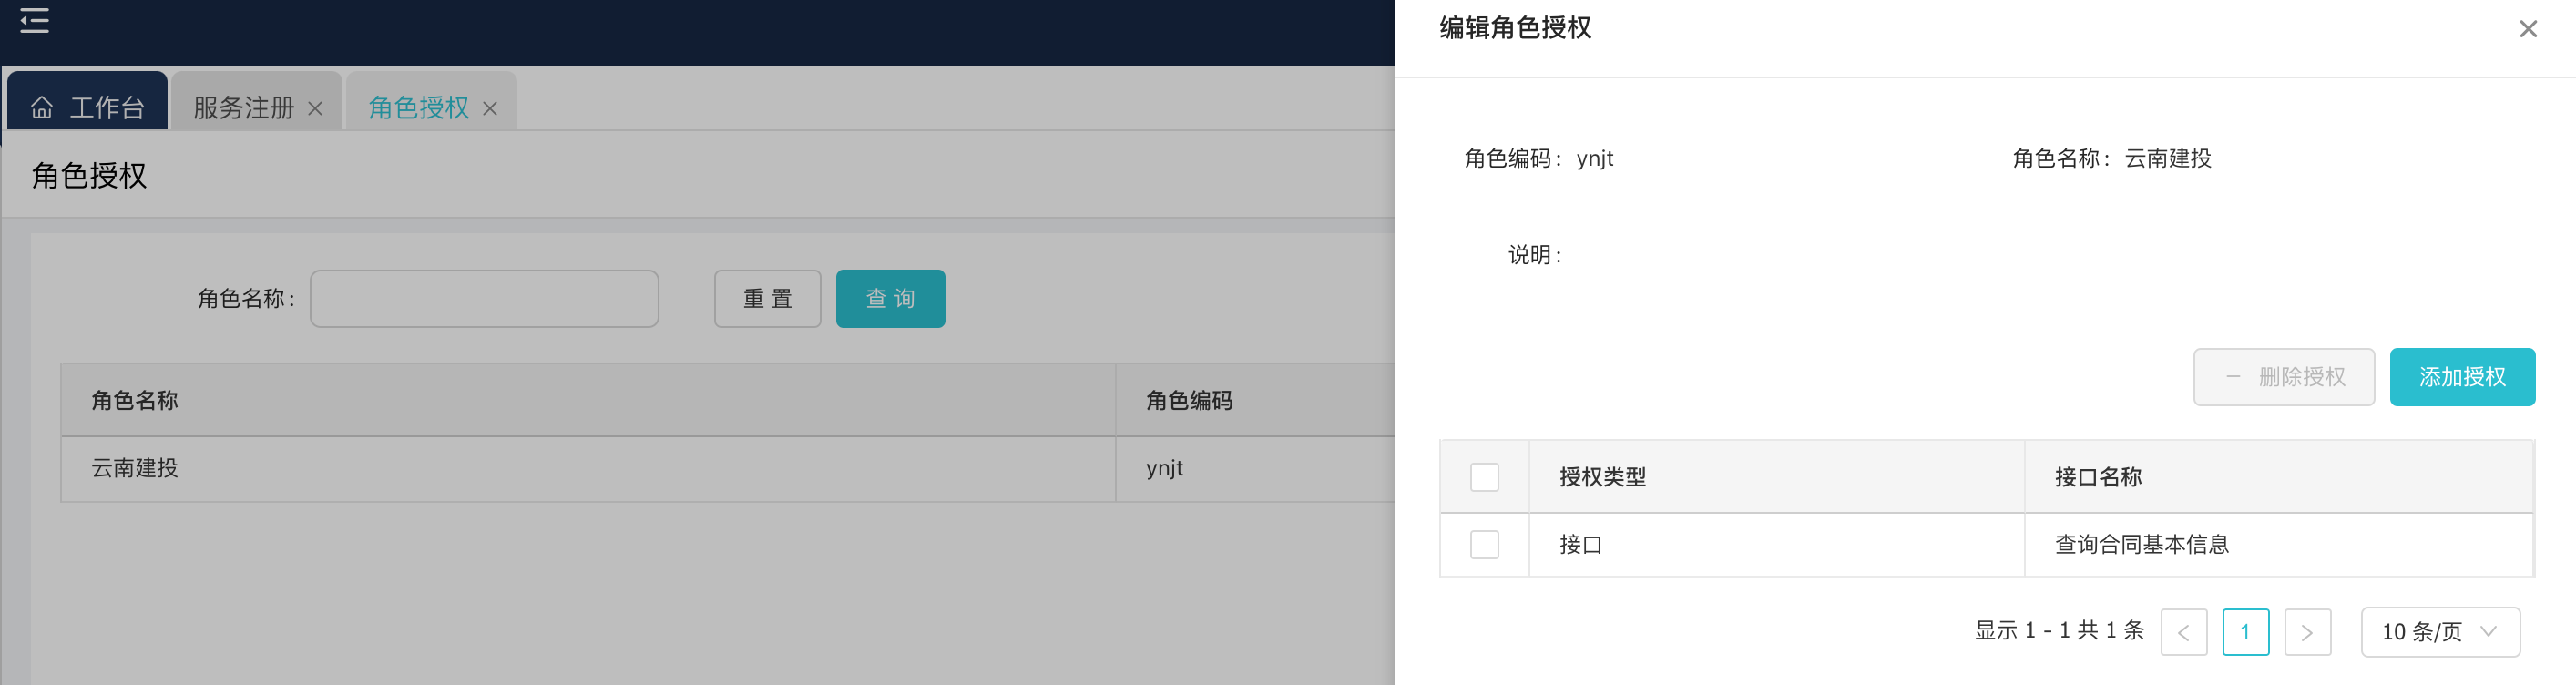 工作台
服务注册
角色授权
角色授权
角色名称:
重 置
查 询
角色名称
角色编码
云南建投
ynjt
编辑角色授权
角色编码: ynjt
角色名称: 云南建投
说明:
删除授权
添加授权
授权类型
接口名称
接口
查询合同基本信息
显示 1 - 1 共 1 条
1
10 条/页